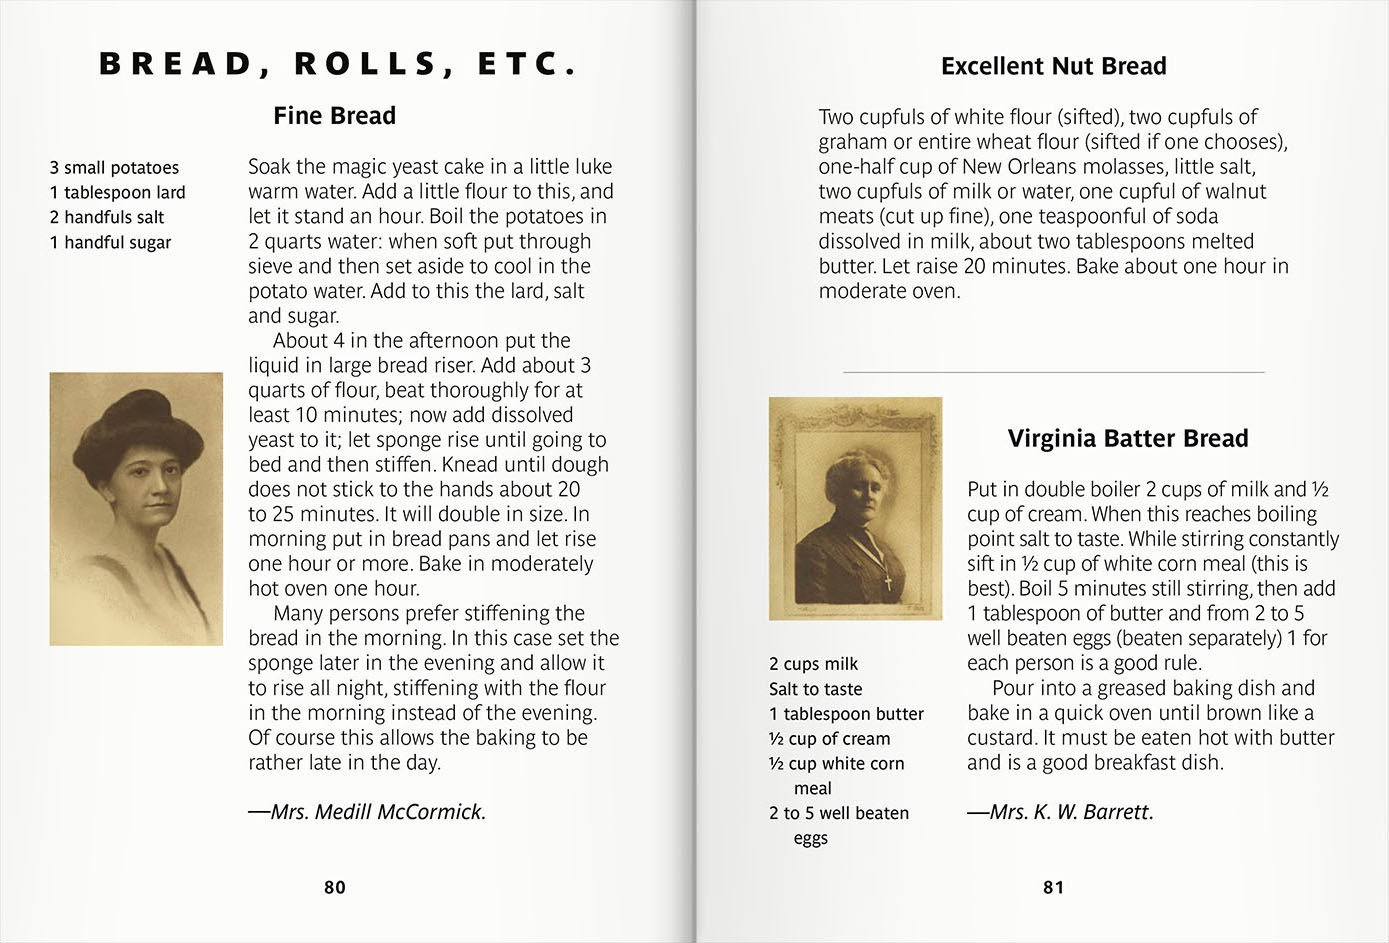 BREAD, ROLLS, ETC.
Fine Bread
3 small potatoes
1 tablespoon lard
2 handfuls salt
1 handful sugar
Soak the magic yeast cake in a little luke
warm water. Add a little flour to this, and
let it stand an hour. Boil the potatoes in
2 quarts water: when soft put through
sieve and then set aside to cool in the
potato water. Add to this the lard, salt
and sugar.
About 4 in the afternoon put the
liquid in large bread riser. Add about 3
quarts of flour, beat thoroughly for at
least 10 minutes; now add dissolved
yeast to it; let sponge rise until going to
bed and then stiffen. Knead until dough
does not stick to the hands about 20
to 25 minutes. It will double in size. In
morning put in bread pans and let rise
one hour or more. Bake in moderately
hot oven one hour.
Many persons prefer stiffening the
bread in the morning. In this case set the
sponge later in the evening and allow it
to rise all night, stiffening with the flour
in the morning instead of the evening.
Of course this allows the baking to be
rather late in the day.
—Mrs. Medill McCormick.
80
Excellent Nut Bread
Two cupfuls of white flour (sifted), two cupfuls of
graham or entire wheat flour (sifted if one chooses),
one-half cup of New Orleans molasses, little salt,
two cupfuls of milk or water, one cupful of walnut
meats (cut up fine), one teaspoonful of soda
dissolved in milk, about two tablespoons melted
butter. Let raise 20 minutes. Bake about one hour in
moderate oven.
Virginia Batter Bread
2 cups milk
Salt to taste
1 tablespoon butter
½ cup of cream
½ cup white corn
meal
2 to 5 well beaten
eggs
Put in double boiler 2 cups of milk and ½
cup of cream. When this reaches boiling
point salt to taste. While stirring constantly
sift in ½ cup of white corn meal (this is
best). Boil 5 minutes still stirring, then add
1 tablespoon of butter and from 2 to 5
well beaten eggs (beaten separately) 1 for
each person is a good rule.
Pour into a greased baking dish and
bake in a quick oven until brown like a
custard. It must be eaten hot with butter
and is a good breakfast dish.
—Mrs. K. W. Barrett.
81